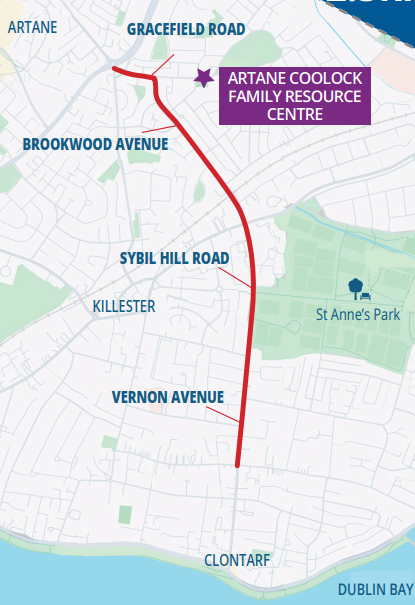 ARTANE
GRACEFIELD ROAD
ARTANE COOLOCK
FAMILY RESOURCE
CENTRE
BROOKWOOD AVENUE
SYBIL HILL ROAD
KILLESTER
St Anne's Park
VERNON AVENUE
CLONTARF
DUBLIN BAY